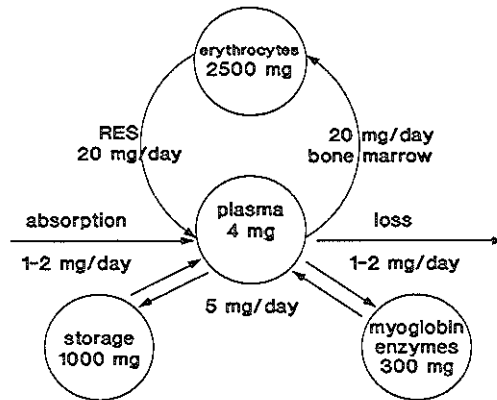 erythrocytes
2500 mg
RES
20 mg/day
20 mg/day
bone marrow
plasma
4 mg
absorption
1-2 mg/day
loss
1-2 mg/day
5 mg/day
storage
1000 mg
myoglobin
enzymes
300 mg